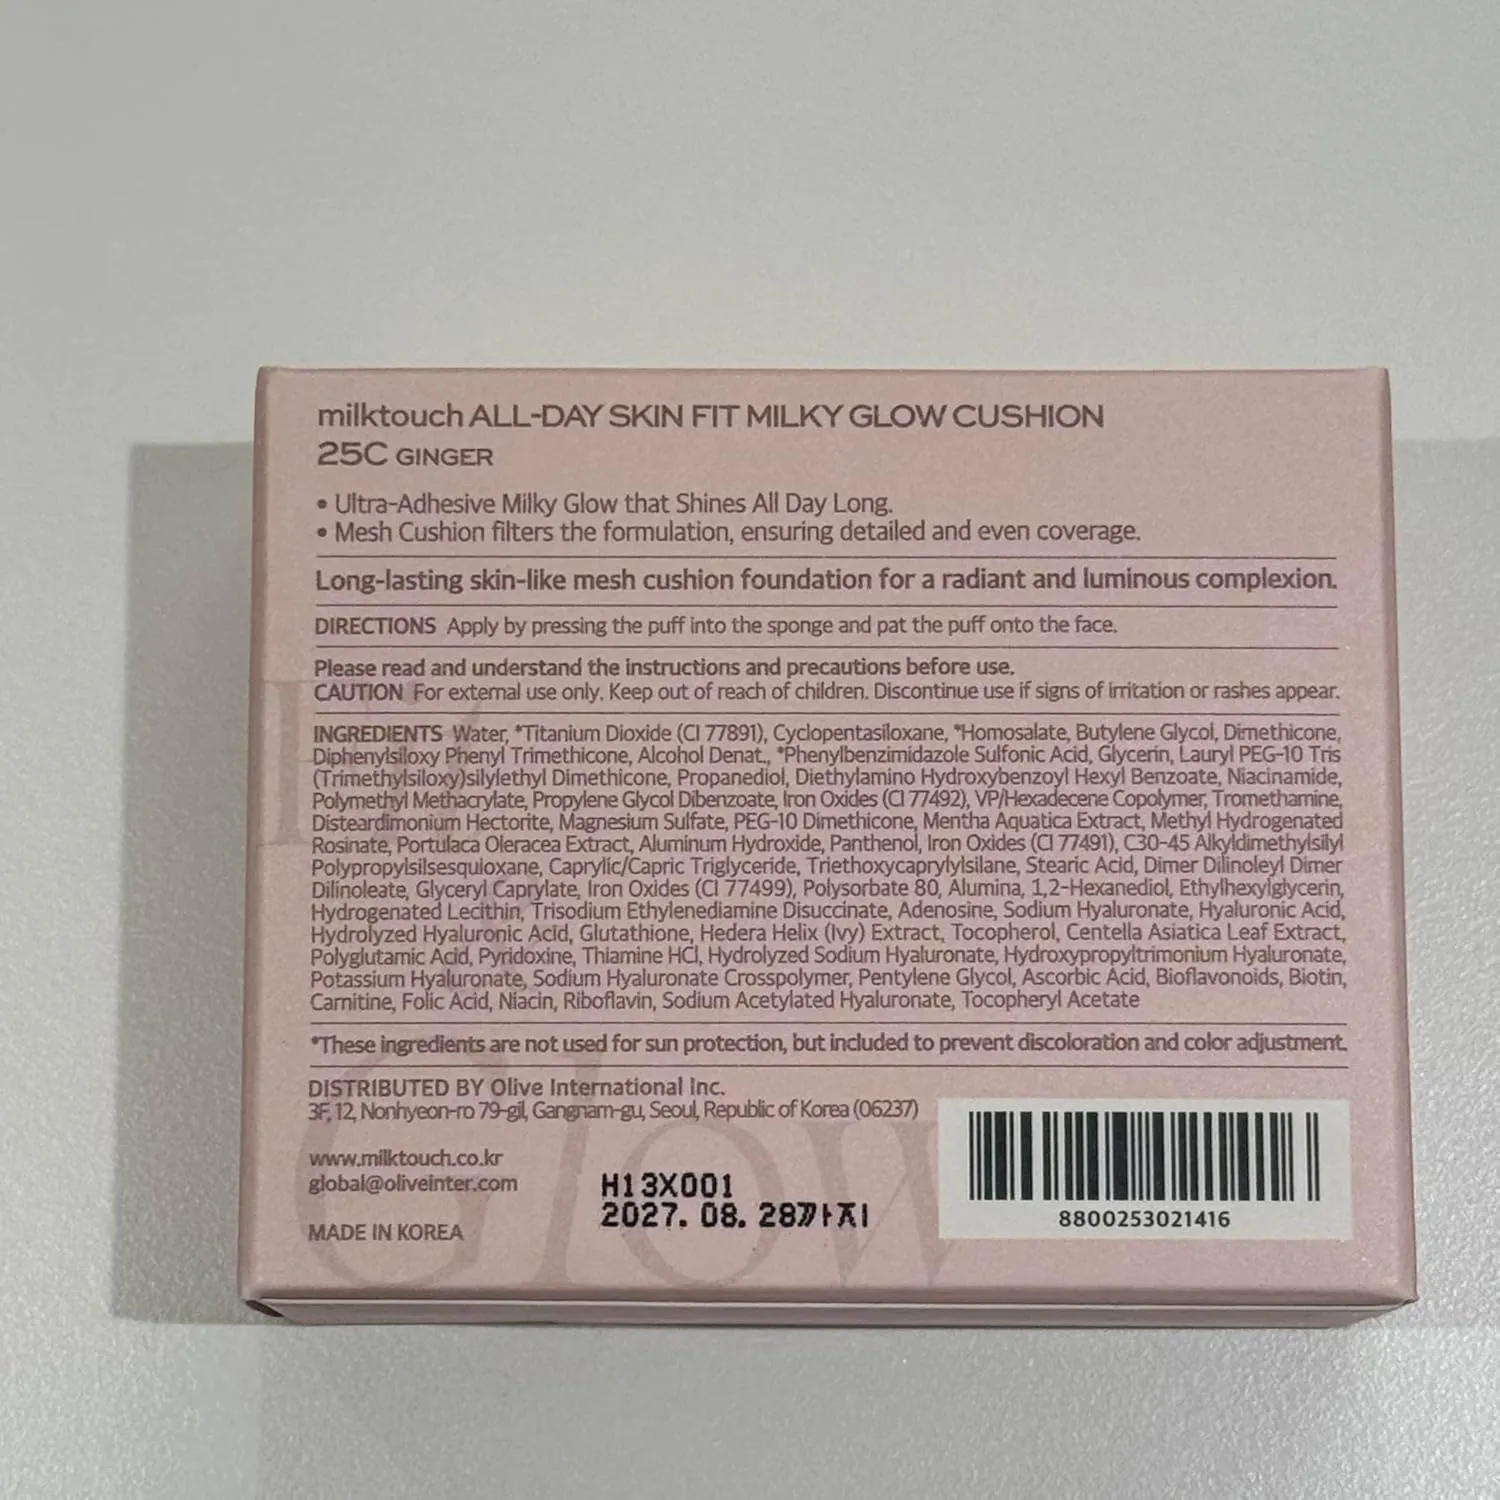 milktouch ALL-DAY SKIN FIT MILKY GLOW CUSHION
25C GINGER
• Ultra-Adhesive Milky Glow that Shines All Day Long.
• Mesh Cushion filters the formulation, ensuring detailed and even coverage.
Long-lasting skin-like mesh cushion foundation for a radiant and luminous complexion.
DIRECTIONS Apply by pressing the puff into the sponge and pat the puff onto the face.
Please read and understand the instructions and precautions before use.
CAUTION For external use only. Keep out of reach of children. Discontinue use if signs of irritation or rashes appear.
INGREDIENTS Water, *Titanium Dioxide (CI 77891), Cyclopentasiloxane, *Homosalate, Butylene Glycol, Dimethicone,
Diphenylsiloxy Phenyl Trimethicone, Alcohol Denat., *Phenylbenzimidazole Sulfonic Acid, Glycerin, Lauryl PEG-10 Tris
(Trimethylsiloxy)silylethyl Dimethicone, Propanediol, Diethylamino Hydroxybenzoyl Hexyl Benzoate, Niacinamide,
Polymethyl Methacrylate, Propylene Glycol Dibenzoate, Iron Oxides (CI 77492), VP/Hexadecene Copolymer, Tromethamine,
Disteardimonium Hectorite, Magnesium Sulfate, PEG-10 Dimethicone, Mentha Aquatica Extract, Methyl Hydrogenated
Rosinate, Portulaca Oleracea Extract, Aluminum Hydroxide, Panthenol, Iron Oxides (CI 77491), C30-45 Alkyldimethylsilyl
Polypropylsilsesquioxane, Caprylic/Capric Triglyceride, Triethoxycaprylylsilane, Stearic Acid, Dimer Dilinoleyl Dimer
Dilinoleate, Glyceryl Caprylate, Iron Oxides (CI 77499), Polysorbate 80, Alumina, 1,2-Hexanediol, Ethylhexylglycerin,
Hydrogenated Lecithin, Trisodium Ethylenediamine Disuccinate, Adenosine, Sodium Hyaluronate, Hyaluronic Acid,
Hydrolyzed Hyaluronic Acid, Glutathione, Hedera Helix (Ivy) Extract, Tocopherol, Centella Asiatica Leaf Extract,
Polyglutamic Acid, Pyridoxine, Thiamine HCl, Hydrolyzed Sodium Hyaluronate, Hydroxypropyltrimonium Hyaluronate,
Potassium Hyaluronate, Sodium Hyaluronate Crosspolymer, Pentylene Glycol, Ascorbic Acid, Bioflavonoids, Biotin,
Carnitine, Folic Acid, Niacin, Riboflavin, Sodium Acetylated Hyaluronate, Tocopheryl Acetate
*These ingredients are not used for sun protection, but included to prevent discoloration and color adjustment.
DISTRIBUTED BY Olive International Inc.
3F, 12, Nonhyeon-ro 79-gil, Gangnam-gu, Seoul, Republic of Korea (06237)
www.milktouch.co.kr
global@oliveinter.com
MADE IN KOREA
H13X001
2027. 08. 28까지
8800253021416
Glow